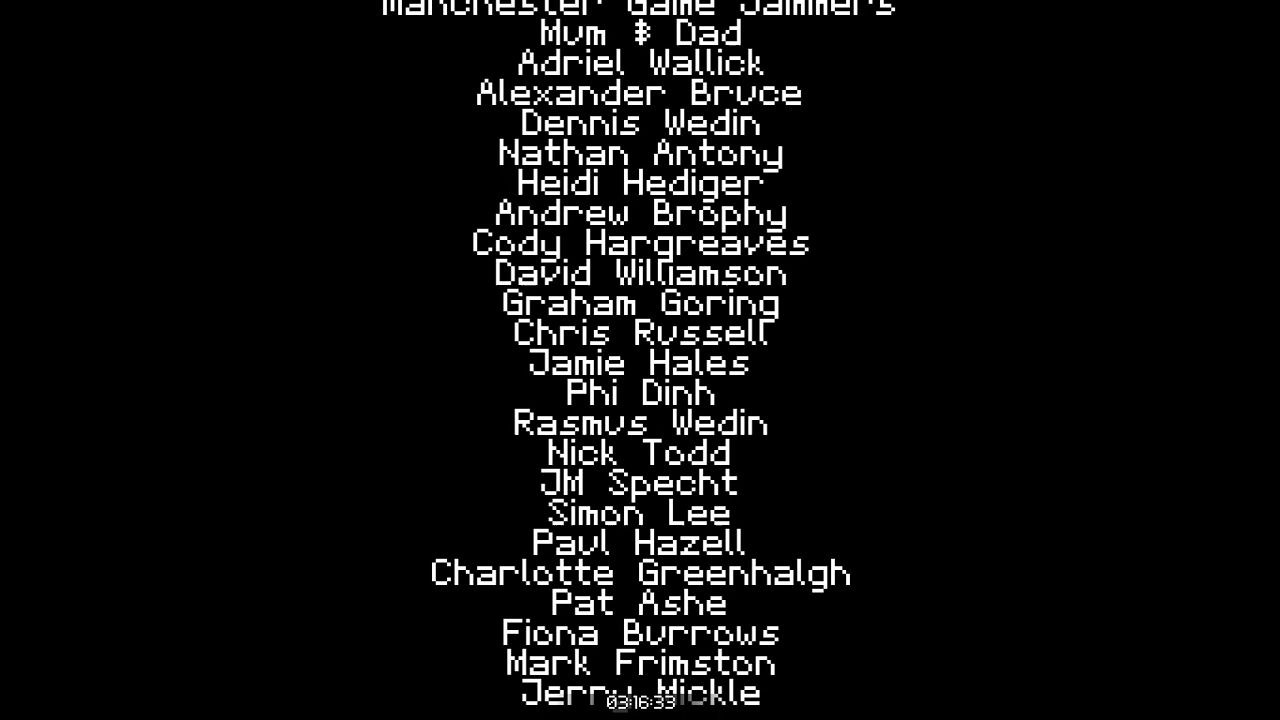 Manchester Game Jammers
Mum & Dad
Adriel Wallick
Alexander Bruce
Dennis Wedin
Nathan Antony
Heidi Hediger
Andrew Brophy
Cody Hargreaves
David Williamson
Graham Goring
Chris Russell
Jamie Hales
Phi Dinh
Rasmus Wedin
Nick Todd
JM Specht
Simon Lee
Paul Hazell
Charlotte Greenhalgh
Pat Ashe
Fiona Burrows
Mark Frimston
Jerry Mickle
03:16:33